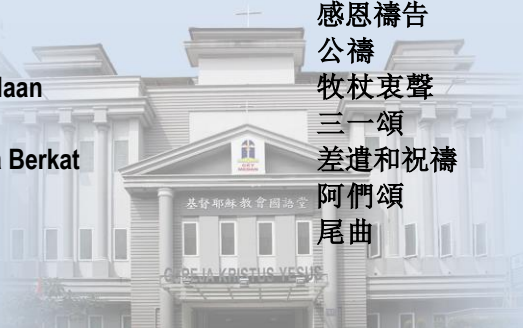 感恩禱告
公禱
laan 牧杖衷聲
三一頌
a Berkat 差遣和祝禱
阿們頌
尾曲
基督耶穌教會國語堂
GEREJA KRISTUS YESUS